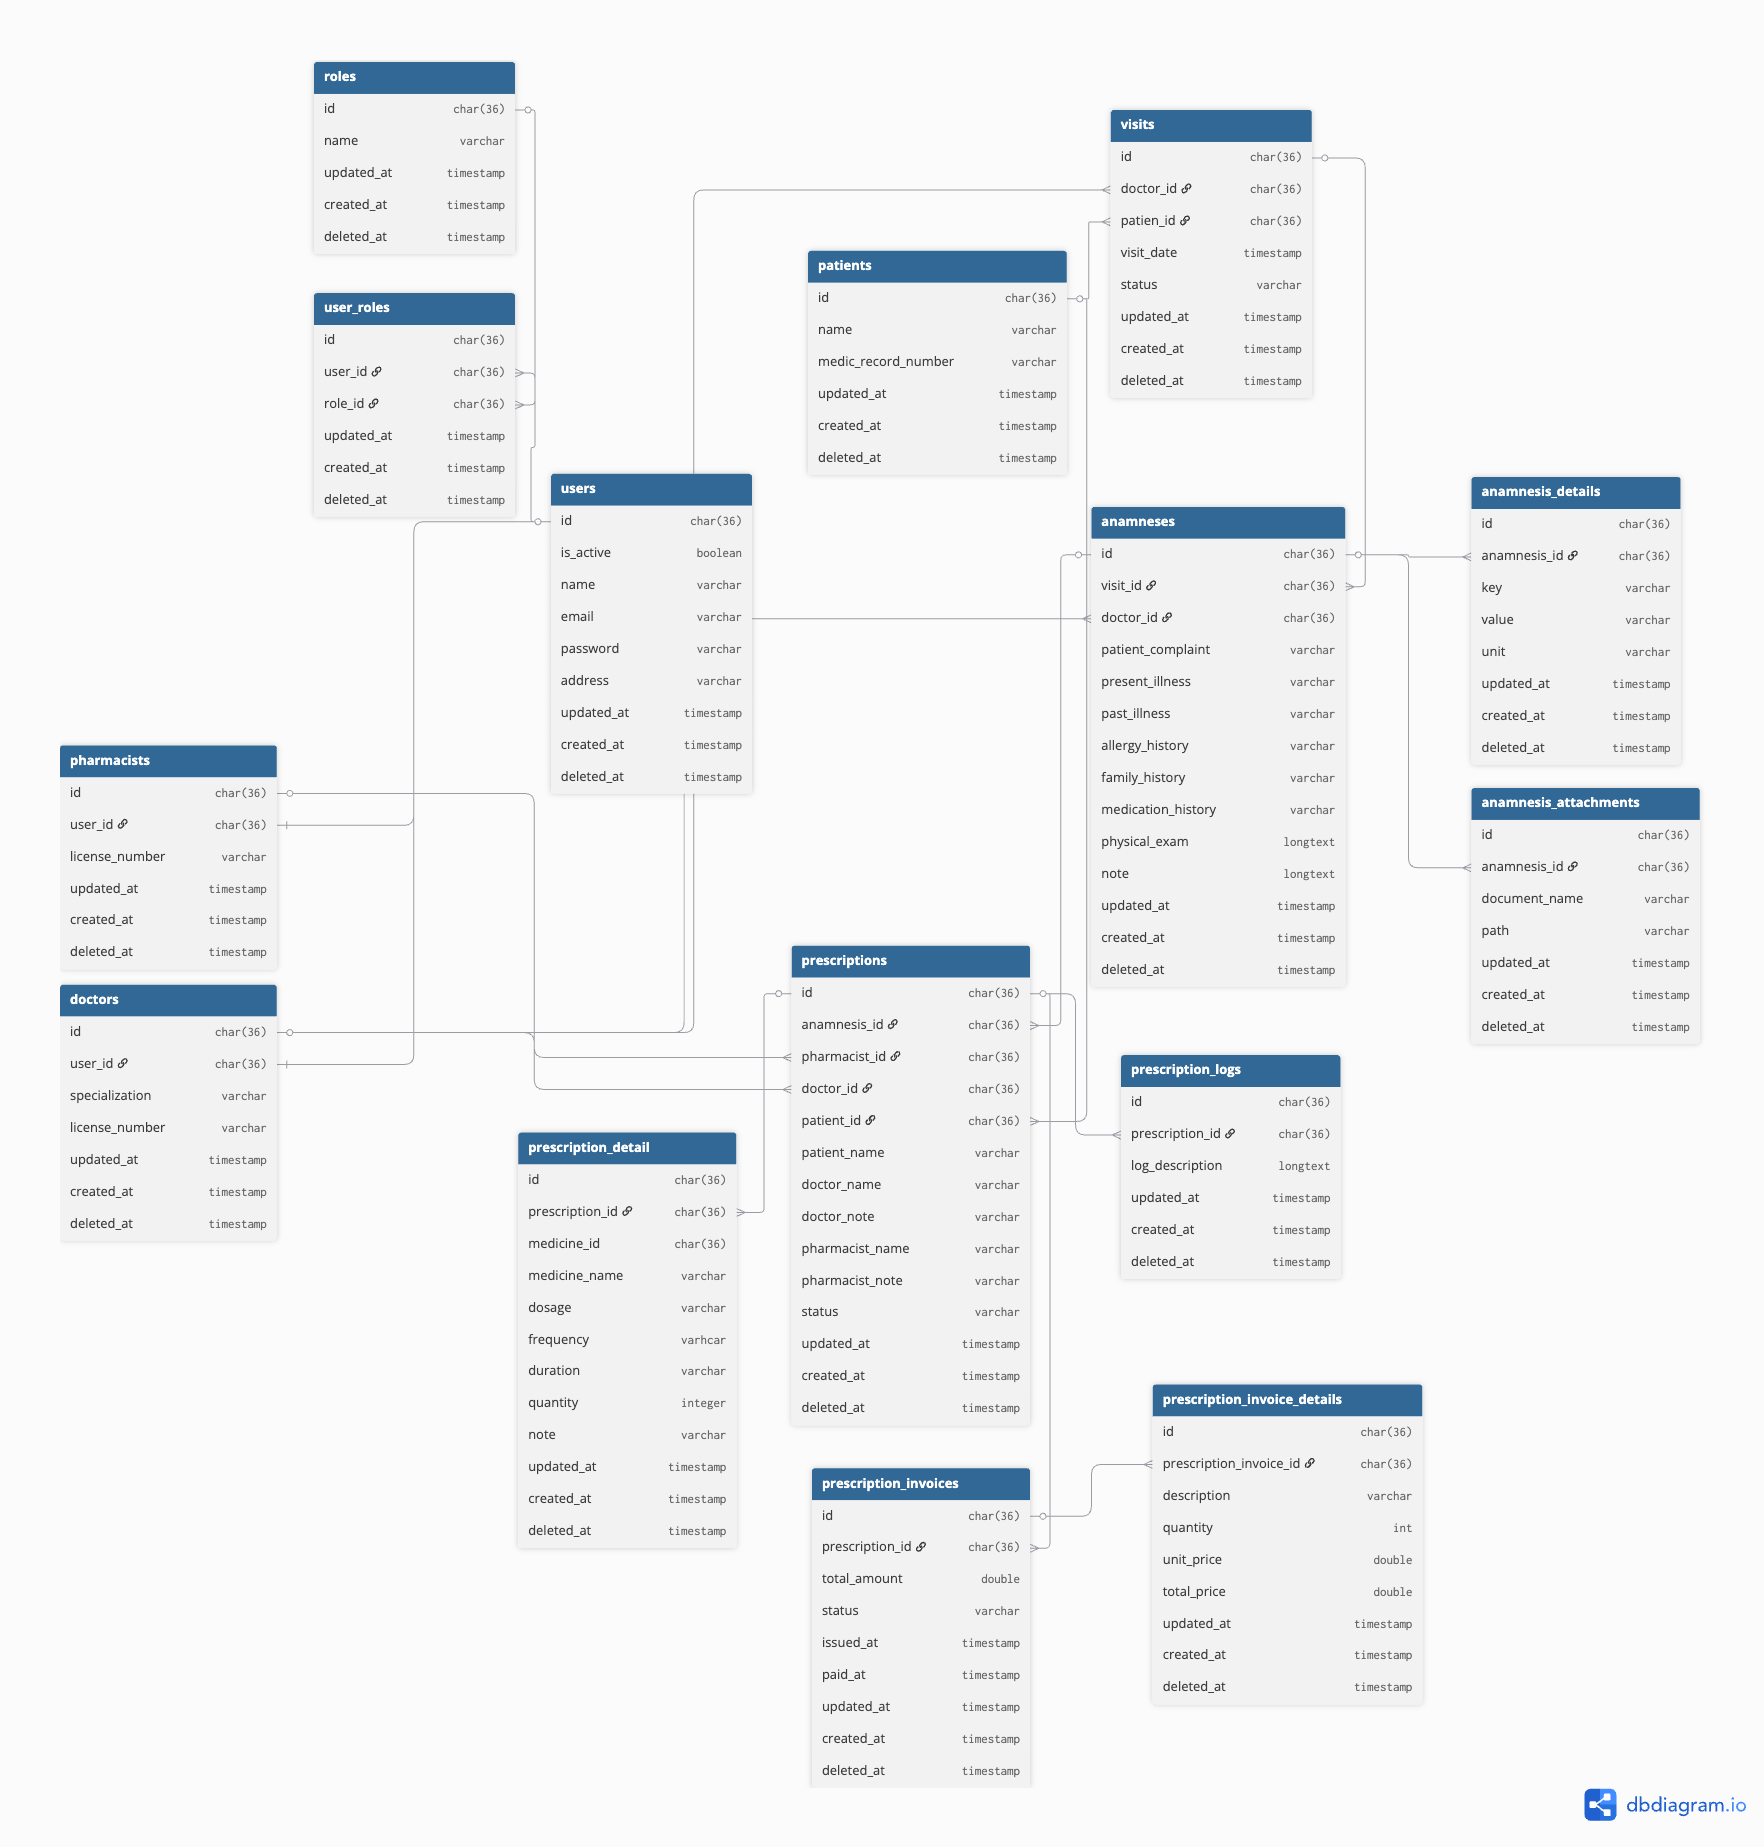 roles
id char(36)
name varchar
updated_at timestamp
created_at timestamp
deleted_at timestamp
user_roles
id char(36)
user_id char(36)
role_id char(36)
updated_at timestamp
created_at timestamp
deleted_at timestamp
visits
id char(36)
doctor_id char(36)
patien_id char(36)
visit_date timestamp
status varchar
updated_at timestamp
created_at timestamp
deleted_at timestamp
patients
id char(36)
name varchar
medic_record_number varchar
updated_at timestamp
created_at timestamp
deleted_at timestamp
users
id char(36)
is_active boolean
name varchar
email varchar
password varchar
address varchar
updated_at timestamp
created_at timestamp
deleted_at timestamp
anamneses
id char(36)
visit_id char(36)
doctor_id char(36)
patient_complaint varchar
present_illness varchar
past_illness varchar
allergy_history varchar
family_history varchar
medication_history varchar
physical_exam longtext
note longtext
updated_at timestamp
created_at timestamp
deleted_at timestamp
anamnesis_details
id char(36)
anamnesis_id char(36)
key varchar
value varchar
unit varchar
updated_at timestamp
created_at timestamp
deleted_at timestamp
anamnesis_attachments
id char(36)
anamnesis_id char(36)
document_name varchar
path varchar
updated_at timestamp
created_at timestamp
deleted_at timestamp
pharmacists
id char(36)
user_id char(36)
license_number varchar
updated_at timestamp
created_at timestamp
deleted_at timestamp
doctors
id char(36)
user_id char(36)
specialization varchar
license_number varchar
updated_at timestamp
created_at timestamp
deleted_at timestamp
prescriptions
id char(36)
anamnesis_id char(36)
pharmacist_id char(36)
doctor_id char(36)
patient_id char(36)
patient_name varchar
doctor_name varchar
doctor_note varchar
pharmacist_name varchar
pharmacist_note varchar
status varchar
updated_at timestamp
created_at timestamp
deleted_at timestamp
prescription_logs
id char(36)
prescription_id char(36)
log_description longtext
updated_at timestamp
created_at timestamp
deleted_at timestamp
prescription_detail
id char(36)
prescription_id char(36)
medicine_id char(36)
medicine_name varchar
dosage varchar
frequency varhcar
duration varchar
quantity integer
note varchar
updated_at timestamp
created_at timestamp
deleted_at timestamp
prescription_invoices
id char(36)
prescription_id char(36)
total_amount double
status varchar
issued_at timestamp
paid_at timestamp
updated_at timestamp
created_at timestamp
deleted_at timestamp
prescription_invoice_details
id char(36)
prescription_invoice_id char(36)
description varchar
quantity int
unit_price double
total_price double
updated_at timestamp
created_at timestamp
deleted_at timestamp
dbdiagram.io